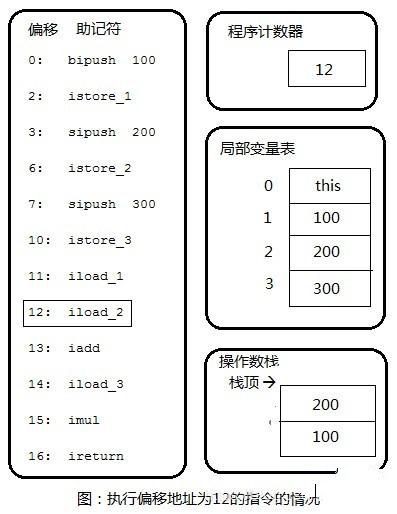 偏移 助记符
0: bipush 100
2: istore_1
3: sipush 200
6: istore_2
7: sipush 300
10: istore_3
11: iload_1
12: iload_2
13: iadd
14: iload_3
15: imul
16: ireturn
程序计数器
12
局部变量表
0 this
1 100
2 200
3 300
操作数栈
栈顶→
200
100
图：执行偏移地址为12的指令的情况